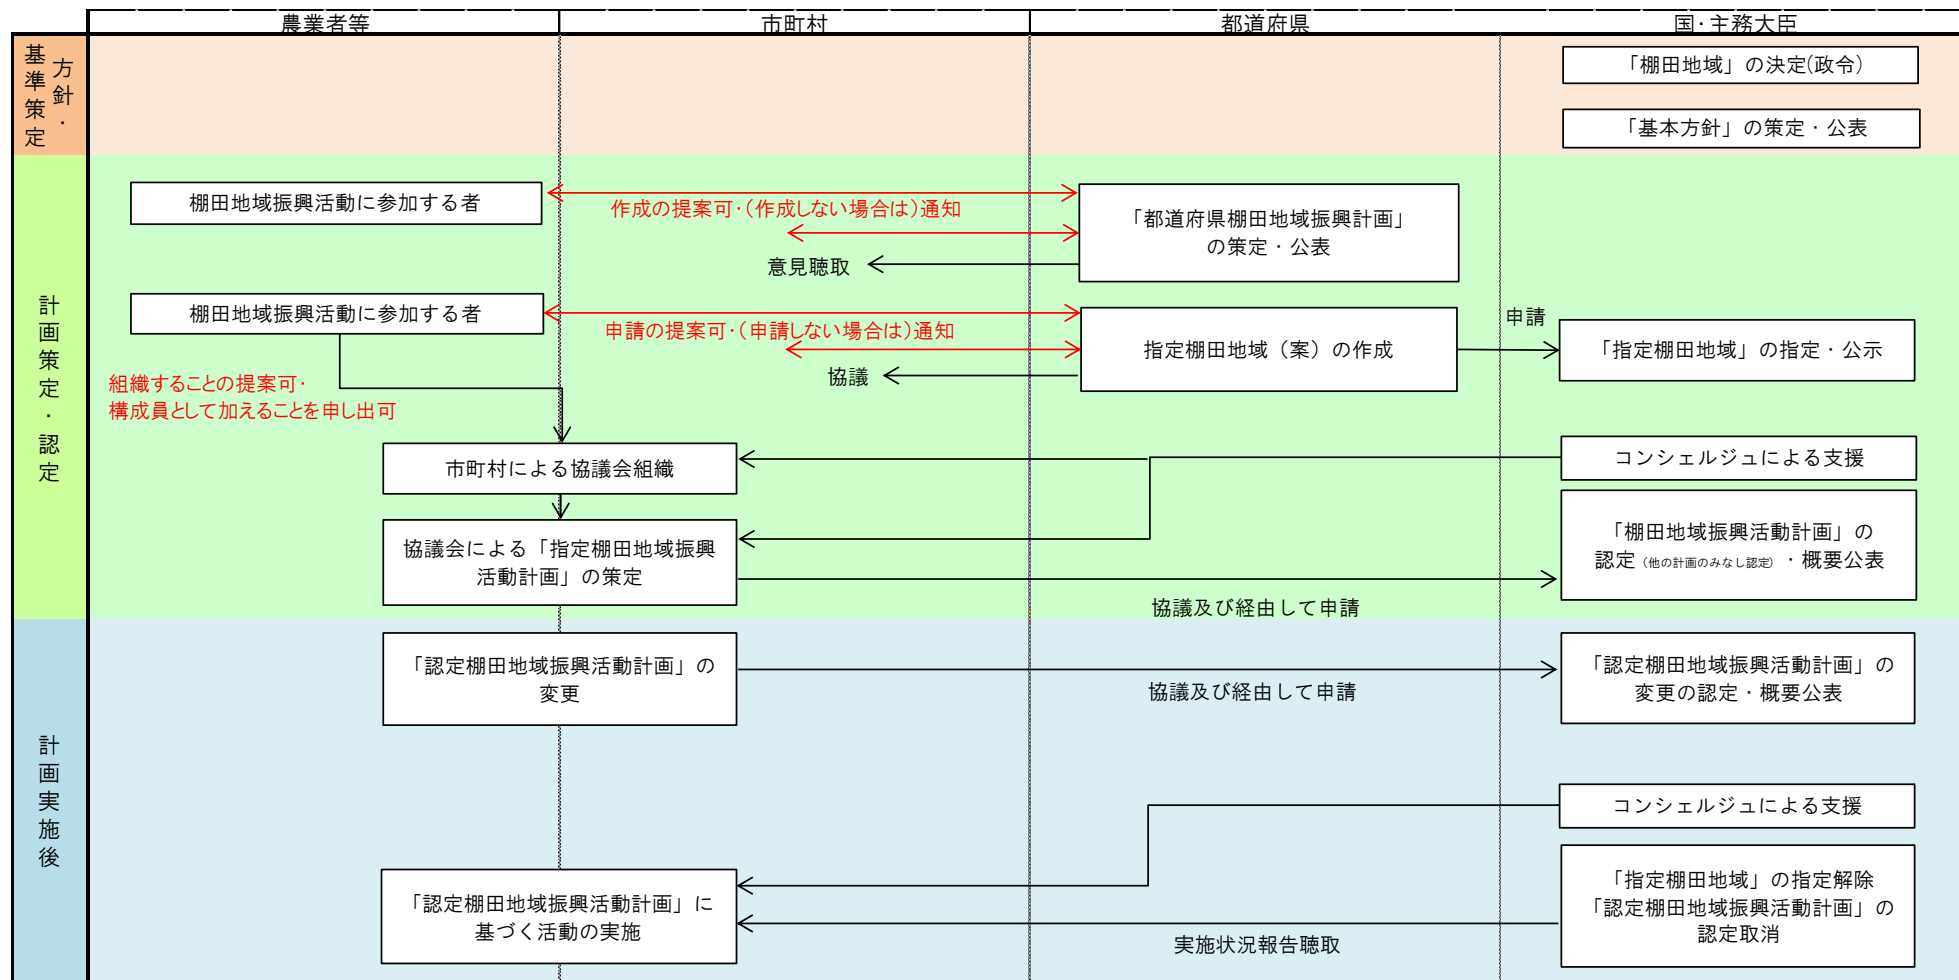 農業者等
市町村
都道府県
国・主務大臣
方針・
基準策定
「棚田地域」の決定(政令)
「基本方針」の策定・公表
計画策定・認定
棚田地域振興活動に参加する者
作成の提案可・(作成しない場合は)通知
「都道府県棚田地域振興計画」
の策定・公表
意見聴取
棚田地域振興活動に参加する者
申請の提案可・(申請しない場合は)通知
指定棚田地域（案）の作成
申請
「指定棚田地域」の指定・公示
協議
組織することの提案可・
構成員として加えることを申し出可
市町村による協議会組織
コンシェルジュによる支援
協議会による「指定棚田地域振興
活動計画」の策定
「棚田地域振興活動計画」の
認定（他の計画のみなし認定）・概要公表
協議及び経由して申請
計画実施後
「認定棚田地域振興活動計画」の
変更
協議及び経由して申請
「認定棚田地域振興活動計画」の
変更の認定・概要公表
コンシェルジュによる支援
「認定棚田地域振興活動計画」に
基づく活動の実施
「指定棚田地域」の指定解除
「認定棚田地域振興活動計画」の
認定取消
実施状況報告聴取